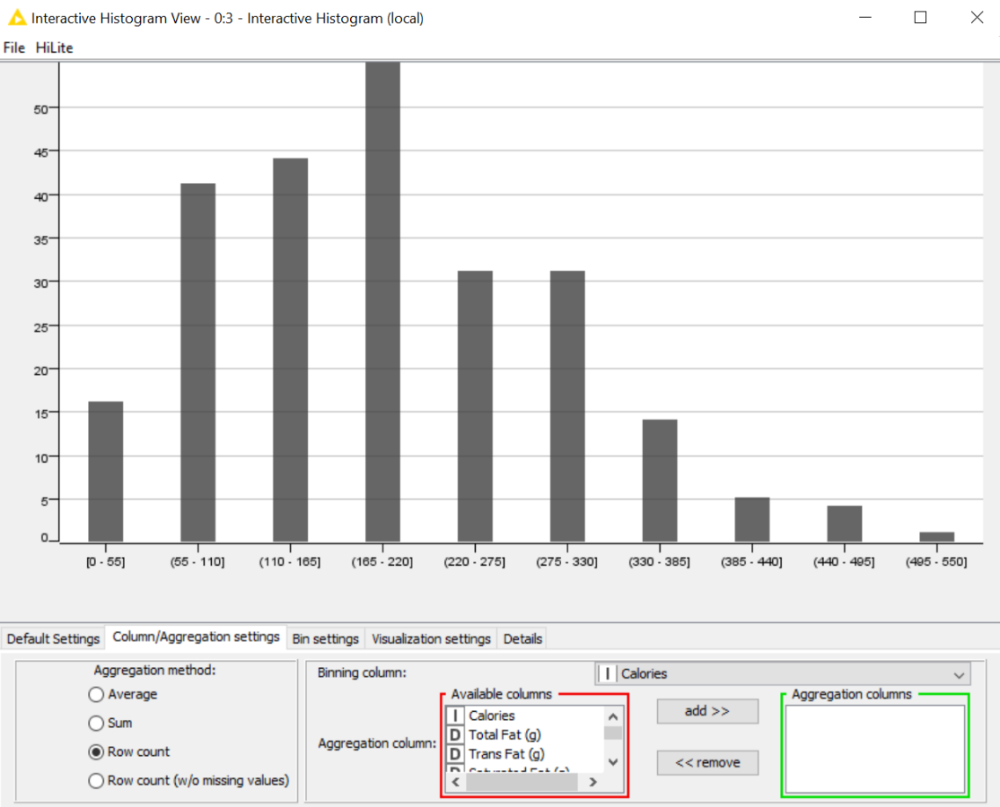 Interactive Histogram View - 0:3 - Interactive Histogram (local)
File HiLite
50
45
40
35
30
25
20
15
10
5
0
[0 - 55] (55 - 110] (110 - 165] (165 - 220] (220 - 275] (275 - 330] (330 - 385] (385 - 440] (440 - 495] (495 - 550]
Default Settings Column/Aggregation settings Bin settings Visualization settings Details
Aggregation method:
Average
Sum
Row count
Row count (w/o missing values)
Binning column:
I Calories
Aggregation column:
Available columns
I Calories
D Total Fat (g)
D Trans Fat (g)
D Saturated Fat (g)
add >>
<< remove
Aggregation columns